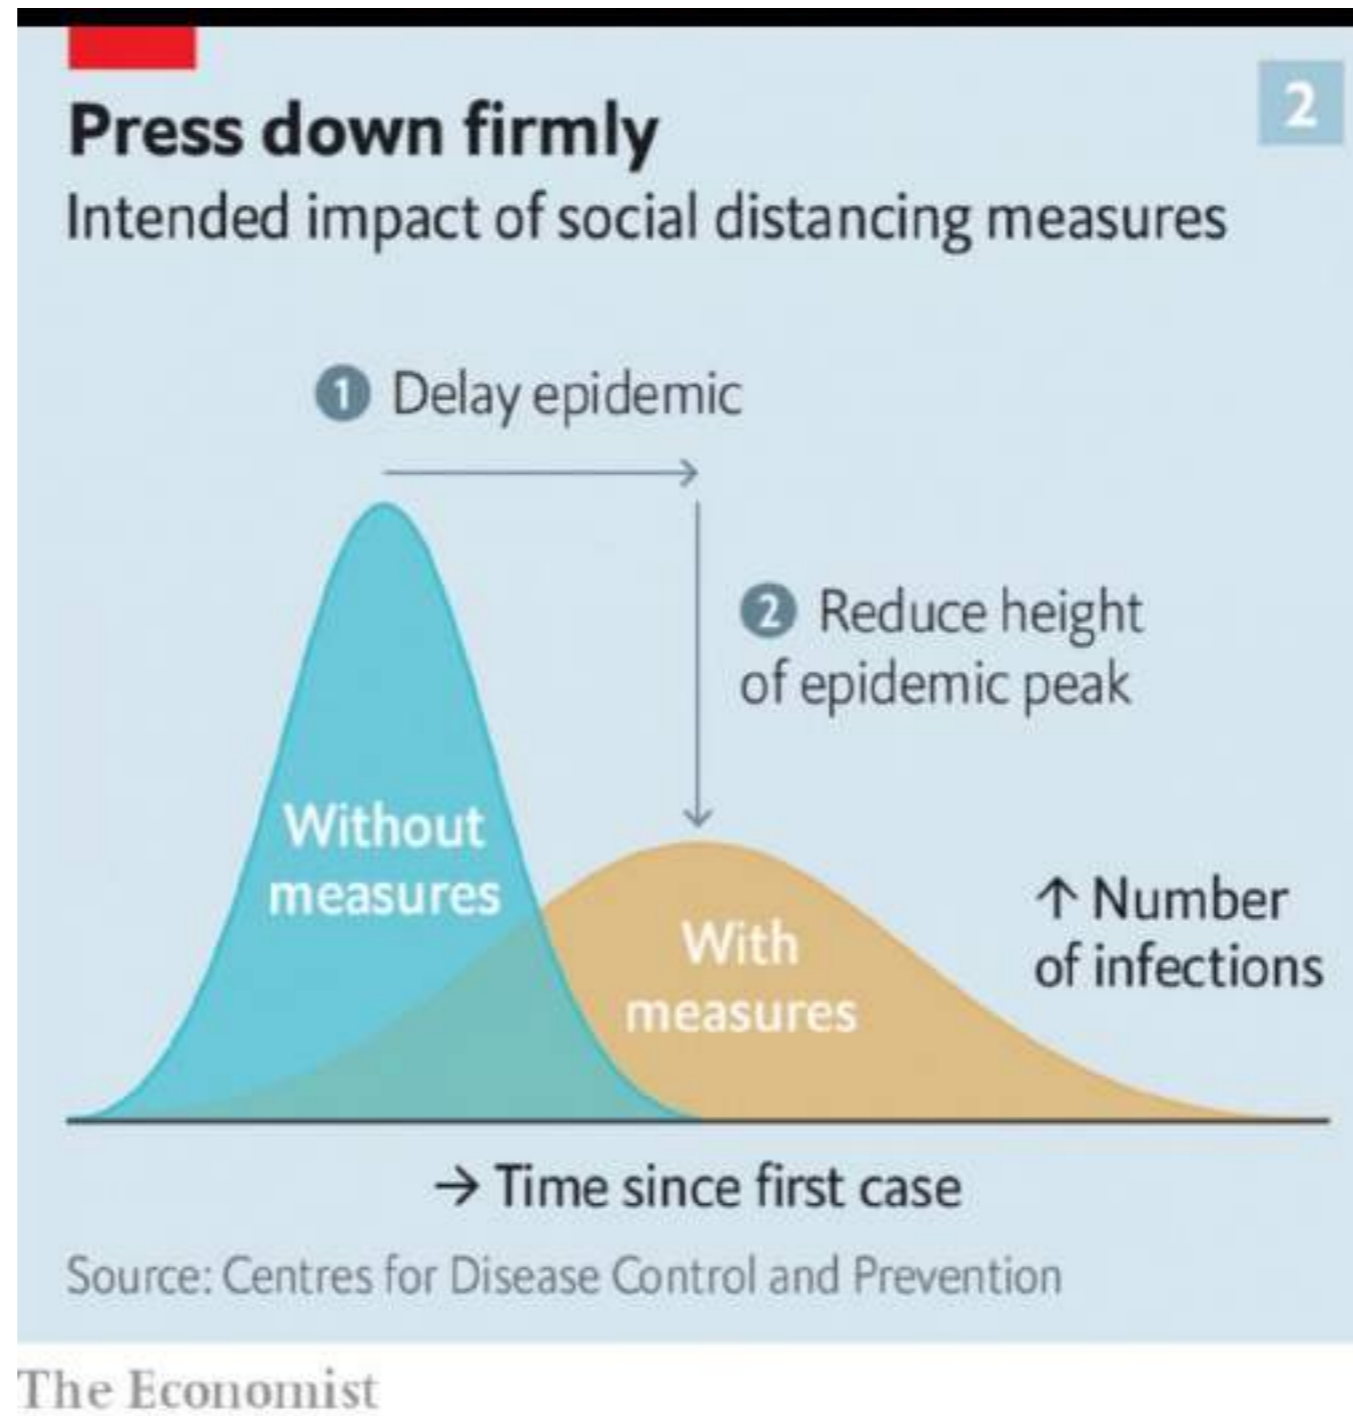 2
Press down firmly
Intended impact of social distancing measures
1 Delay epidemic
2 Reduce height
of epidemic peak
Without
measures
With
measures
↑ Number
of infections
→ Time since first case
Source: Centres for Disease Control and Prevention
The Economist